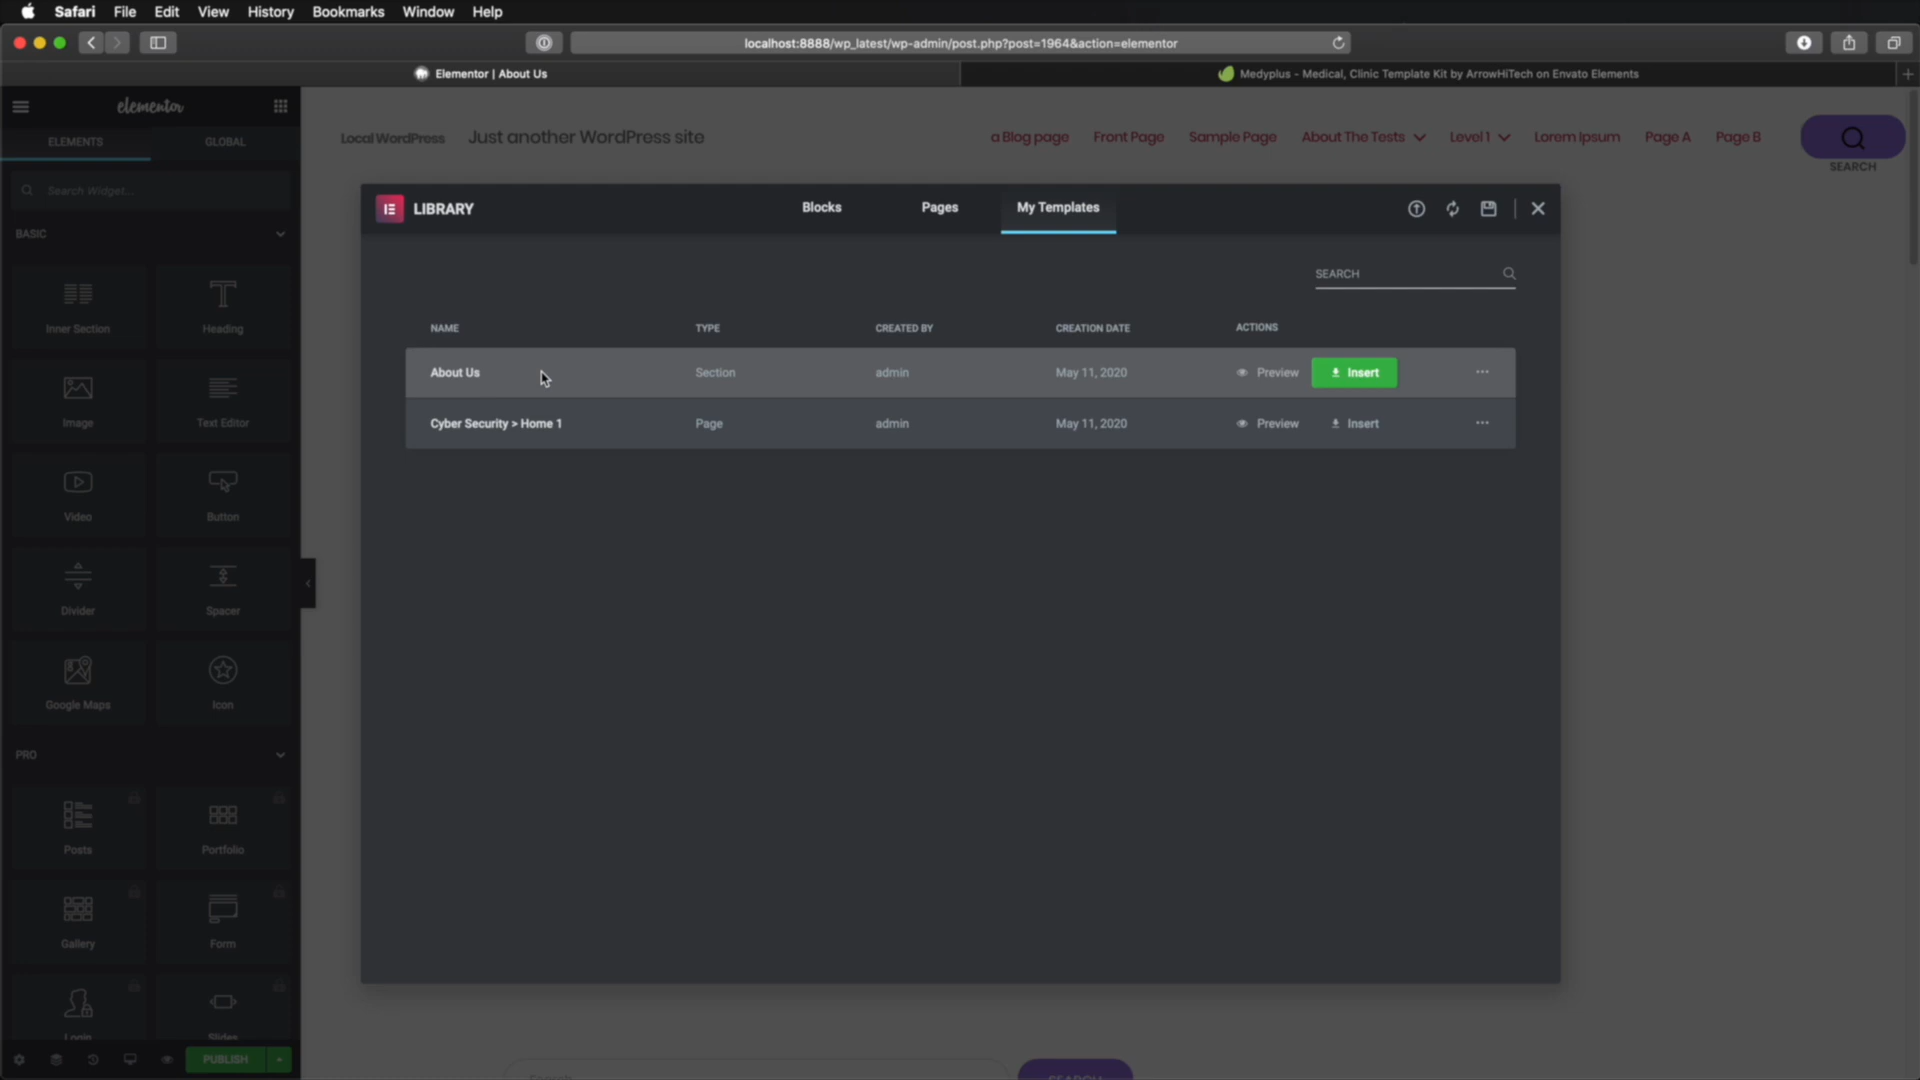 Safari File Edit View History Bookmarks Window Help
localhost:8888/wp_latest/wp-admin/post.php?post=1964&action=elementor
Elementor | About Us
Medyplus - Medical, Clinic Template Kit by ArrowHiTech on Envato Elements
elementor
ELEMENTS GLOBAL
Search Widget...
BASIC
Inner Section Heading
Image Text Editor
Video Button
Divider Spacer
Google Maps Icon
PRO
Posts Portfolio
Gallery Form
Login Slides
PUBLISH
Local WordPress Just another WordPress site
a Blog page Front Page Sample Page About The Tests Level 1 Lorem Ipsum Page A Page B
SEARCH
LIBRARY
Blocks Pages My Templates
SEARCH
NAME TYPE CREATED BY CREATION DATE ACTIONS
About Us Section admin May 11, 2020 Preview Insert
Cyber Security > Home 1 Page admin May 11, 2020 Preview Insert
Search
SEARCH